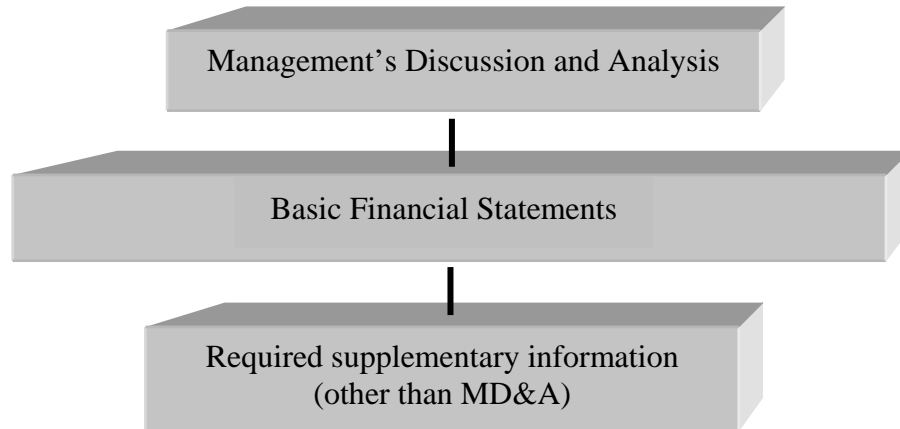 Management’s Discussion and Analysis
Basic Financial Statements
Required supplementary information
(other than MD&A)